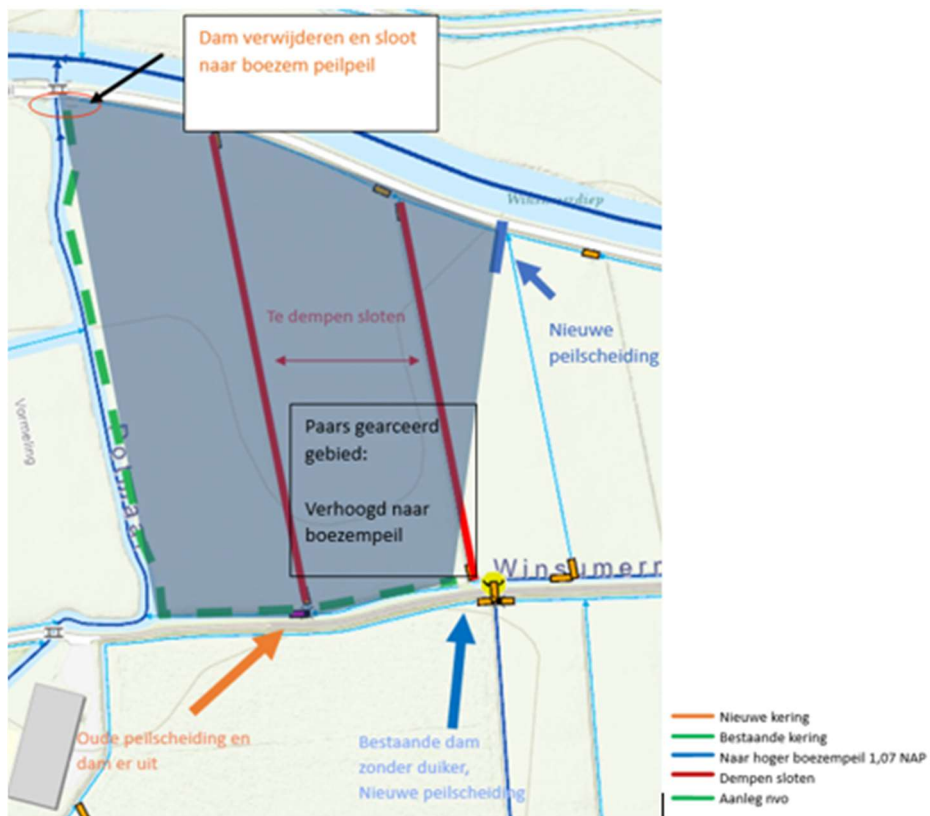 Dam verwijderen en sloot
naar boezem peilpeil
Winsumerdiep
Te dempen sloten
Nieuwe
peilscheiding
Vormeling
Paars gearceerd
gebied:
Verhoogd naar
boezempeil
Winsumerr
Oude peilscheiding en
dam er uit
Bestaande dam
zonder duiker,
Nieuwe peilscheiding
Nieuwe kering
Bestaande kering
Naar hoger boezempeil 1,07 NAP
Dempen sloten
Aanleg nvo